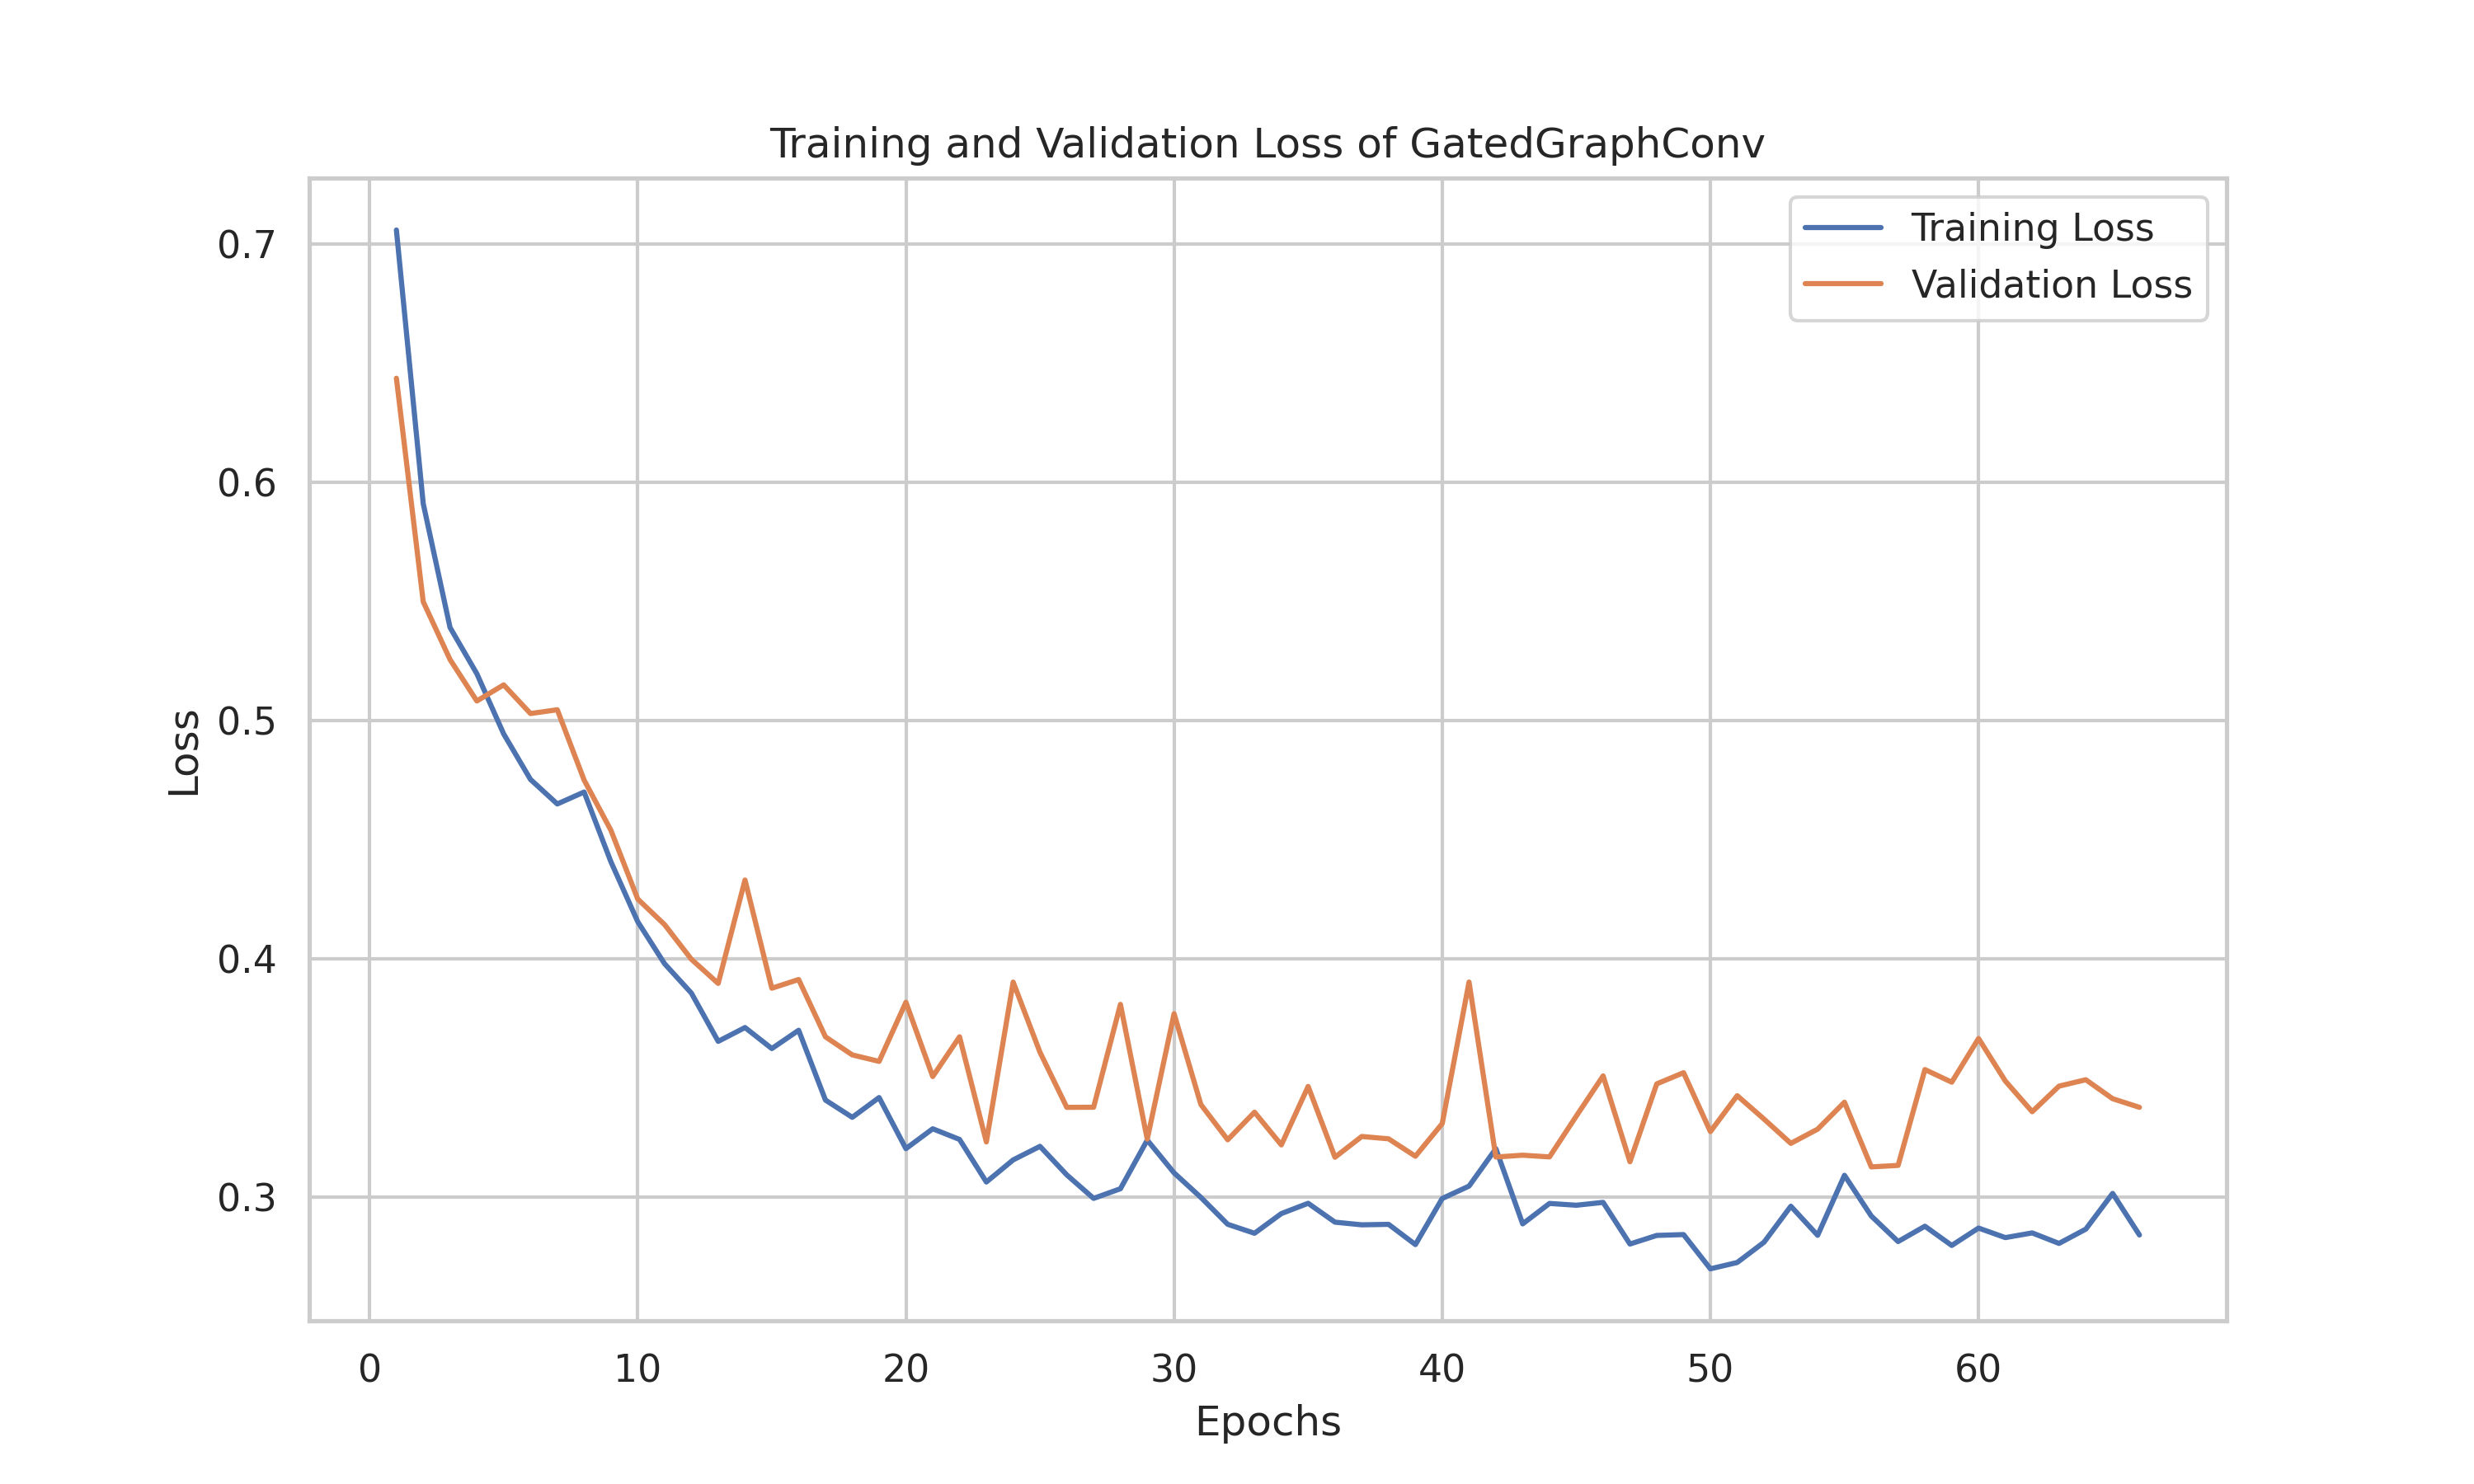 Training and Validation Loss of GatedGraphConv
Training Loss
Validation Loss
0.7
0.6
0.5
0.4
0.3
Loss
0 10 20 30 40 50 60
Epochs